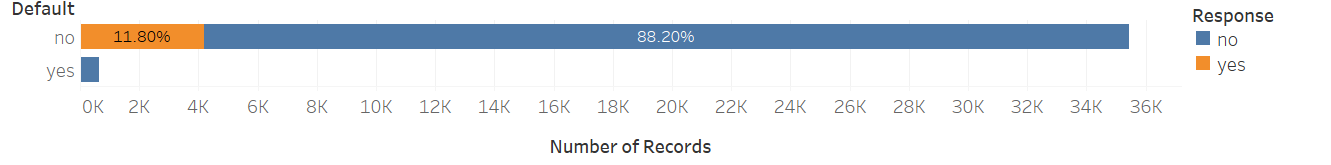 Default
no 11.80% 88.20%
yes
0K 2K 4K 6K 8K 10K 12K 14K 16K 18K 20K 22K 24K 26K 28K 30K 32K 34K 36K
Number of Records
Response
no
yes